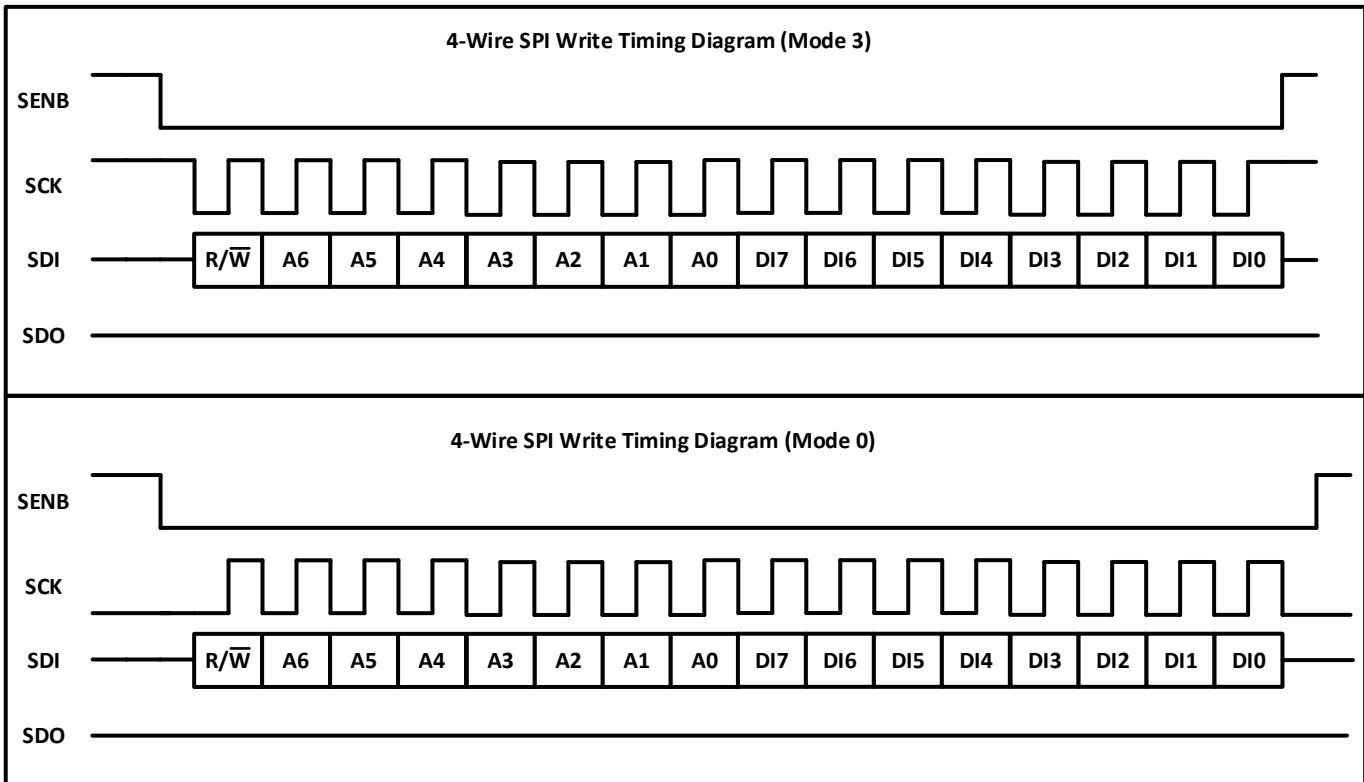 4-Wire SPI Write Timing Diagram (Mode 3)
SENB
SCK
SDI R/W̅ A6 A5 A4 A3 A2 A1 A0 DI7 DI6 DI5 DI4 DI3 DI2 DI1 DI0
SDO
4-Wire SPI Write Timing Diagram (Mode 0)
SENB
SCK
SDI R/W̅ A6 A5 A4 A3 A2 A1 A0 DI7 DI6 DI5 DI4 DI3 DI2 DI1 DI0
SDO